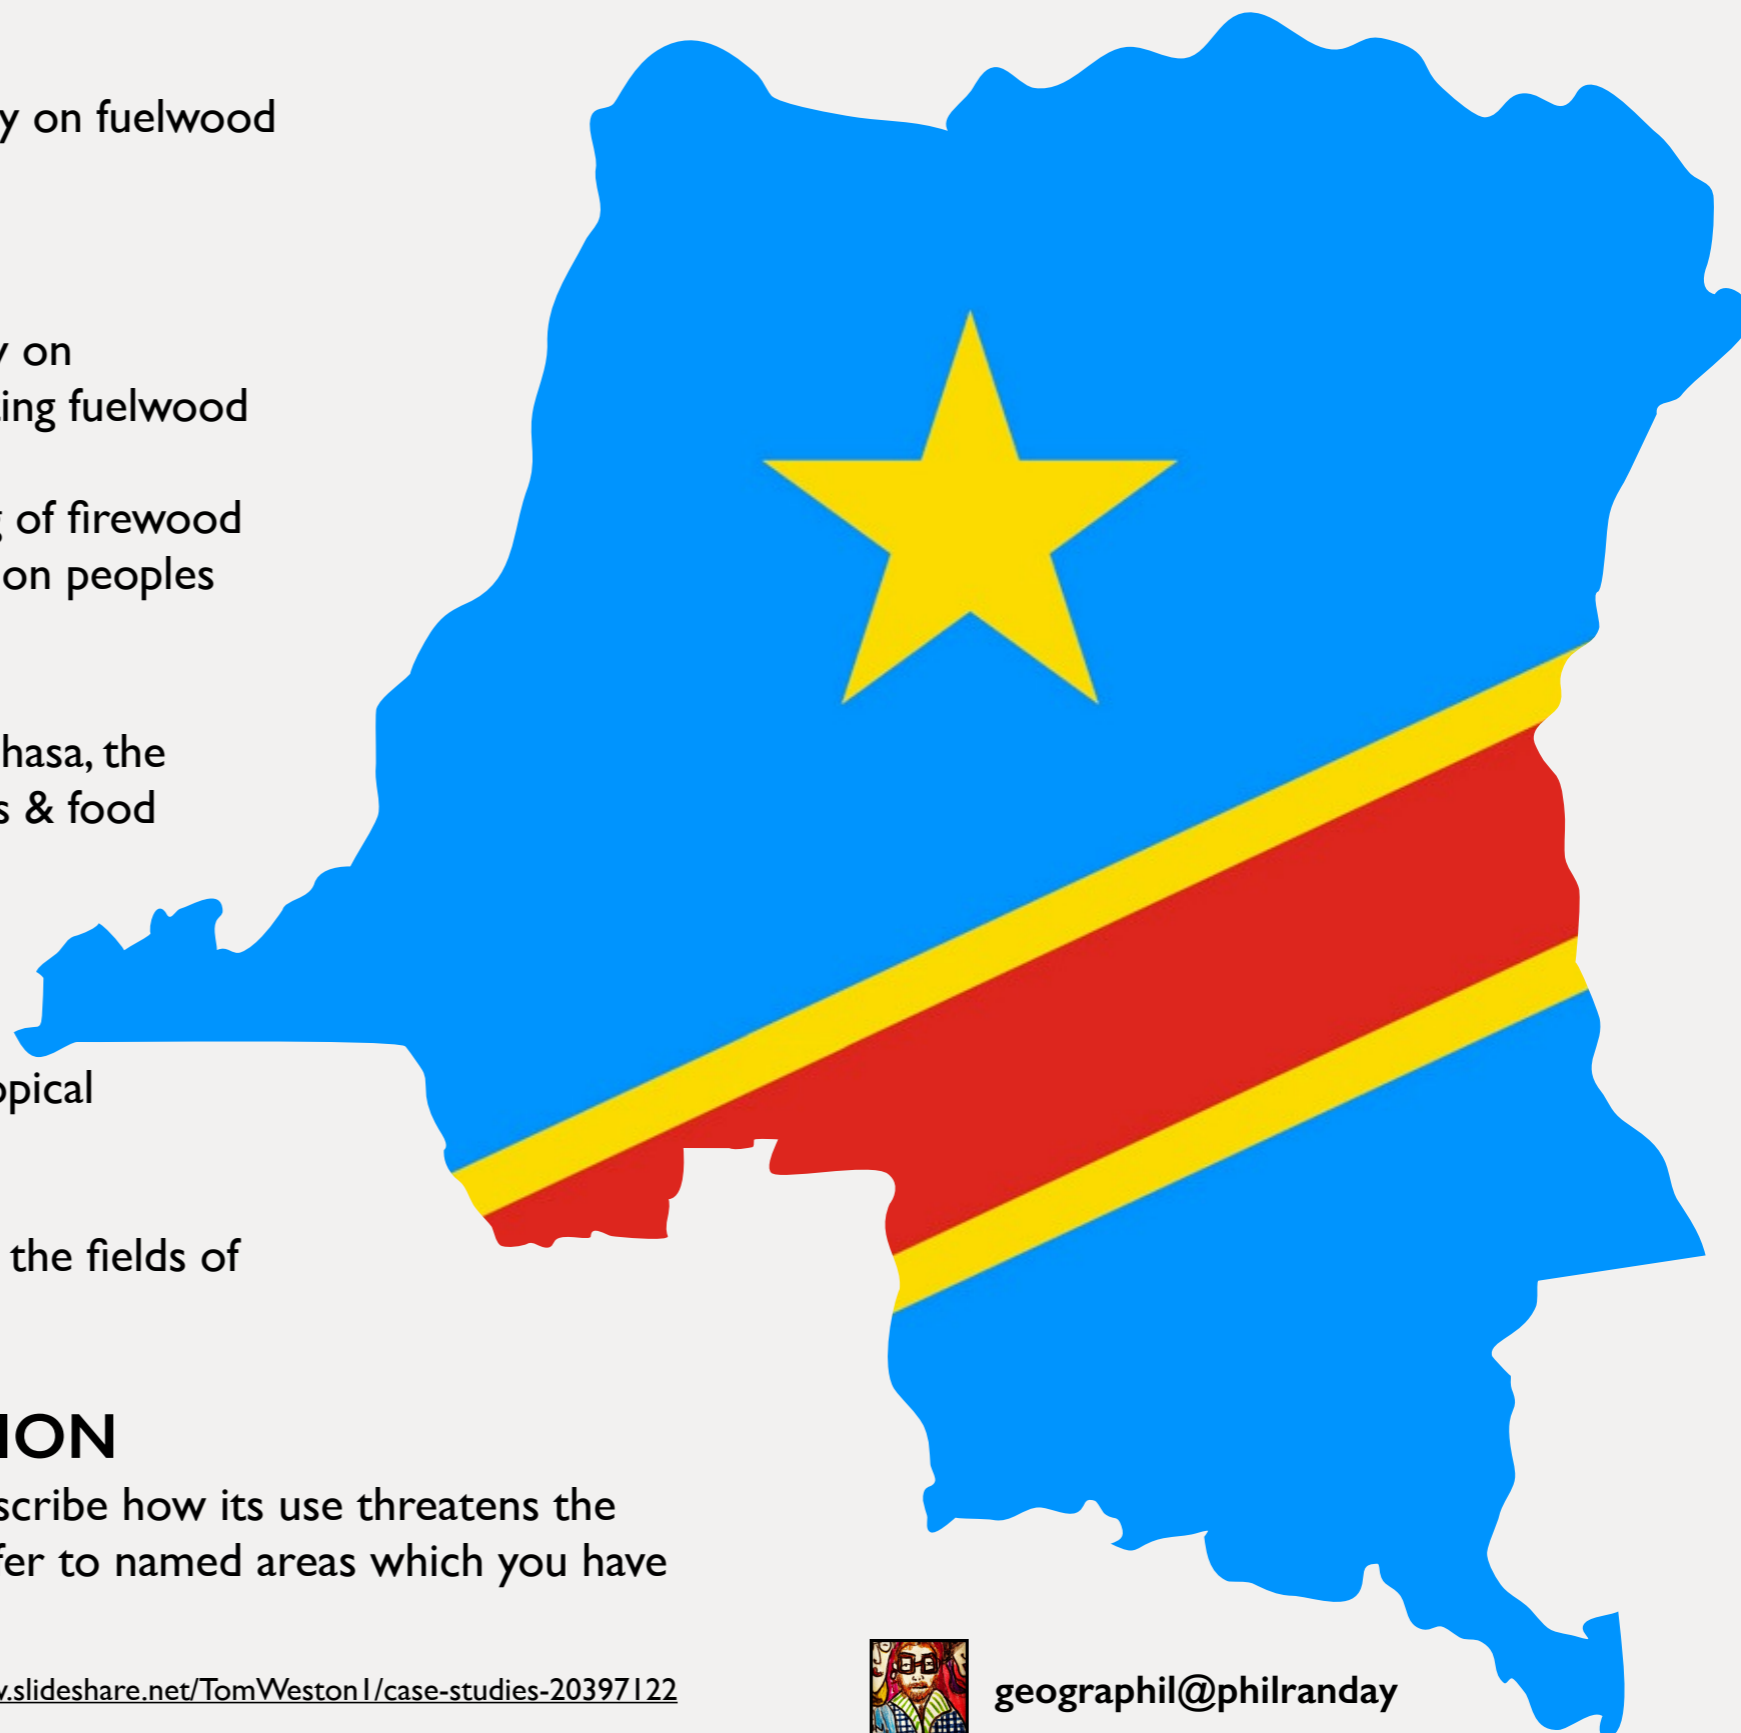 y on fuelwood
y on
ing fuelwood
g of firewood
on peoples
hasa, the
s & food
opical
the fields of
ION
scribe how its use threatens the
fer to named areas which you have
w.slideshare.net/TomWeston1/case-studies-20397122
geographil@philranday